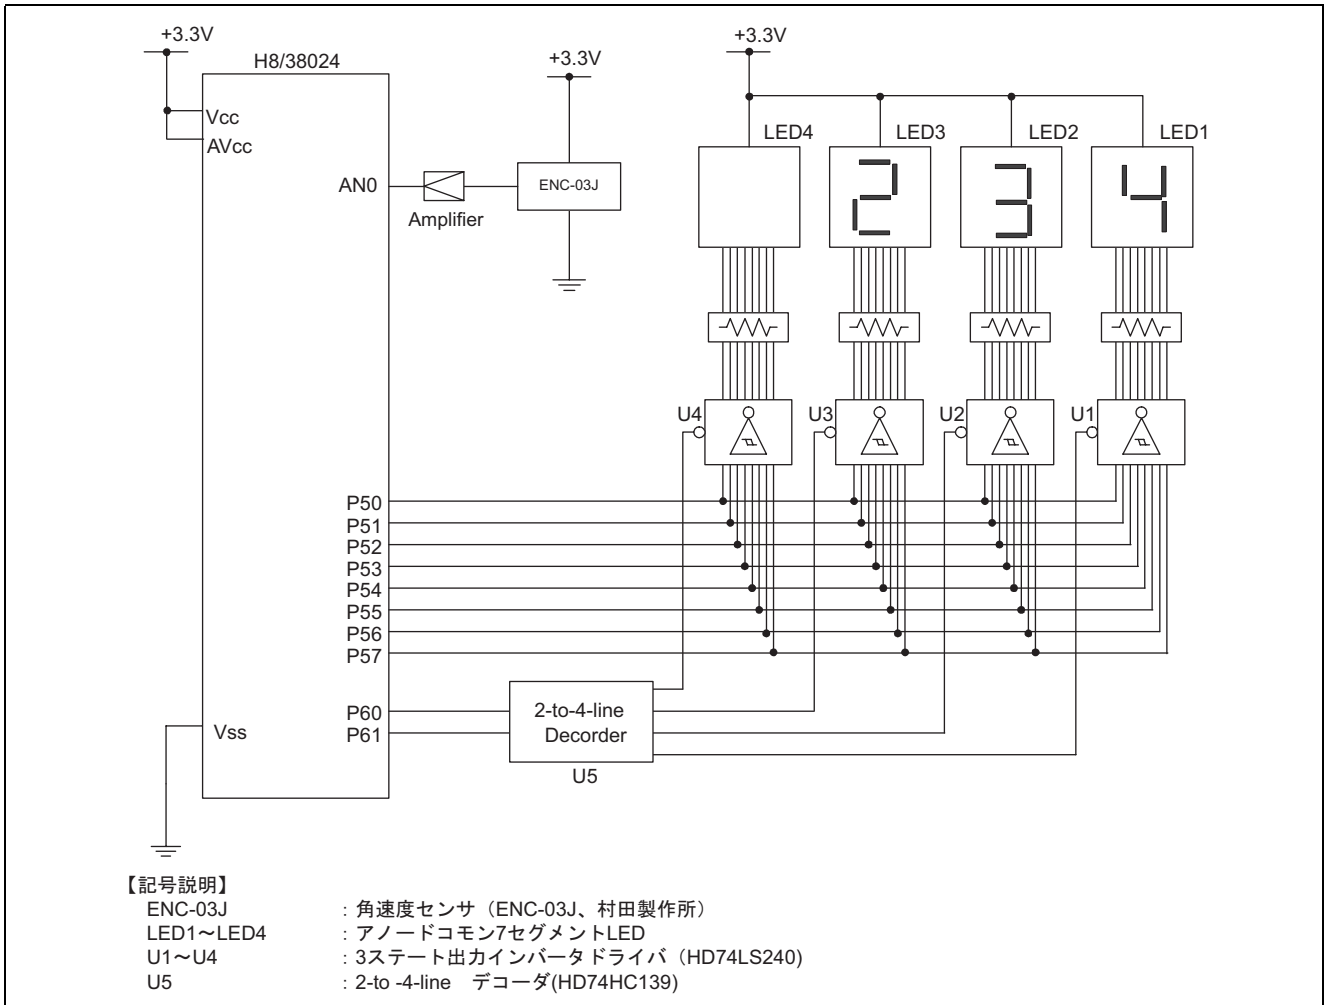 +3.3V
H8/38024
+3.3V
+3.3V
Vcc
AVcc
AN0
Amplifier
ENC-03J
LED4
LED3
LED2
LED1
U4
U3
U2
U1
P50
P51
P52
P53
P54
P55
P56
P57
P60
P61
Vss
2-to-4-line
Decorder
U5
【記号説明】
ENC-03J : 角速度センサ（ENC-03J、村田製作所）
LED1～LED4 : アノードコモン7セグメントLED
U1～U4 : 3ステート出力インバータドライバ（HD74LS240)
U5 : 2-to -4-line　デコーダ(HD74HC139)